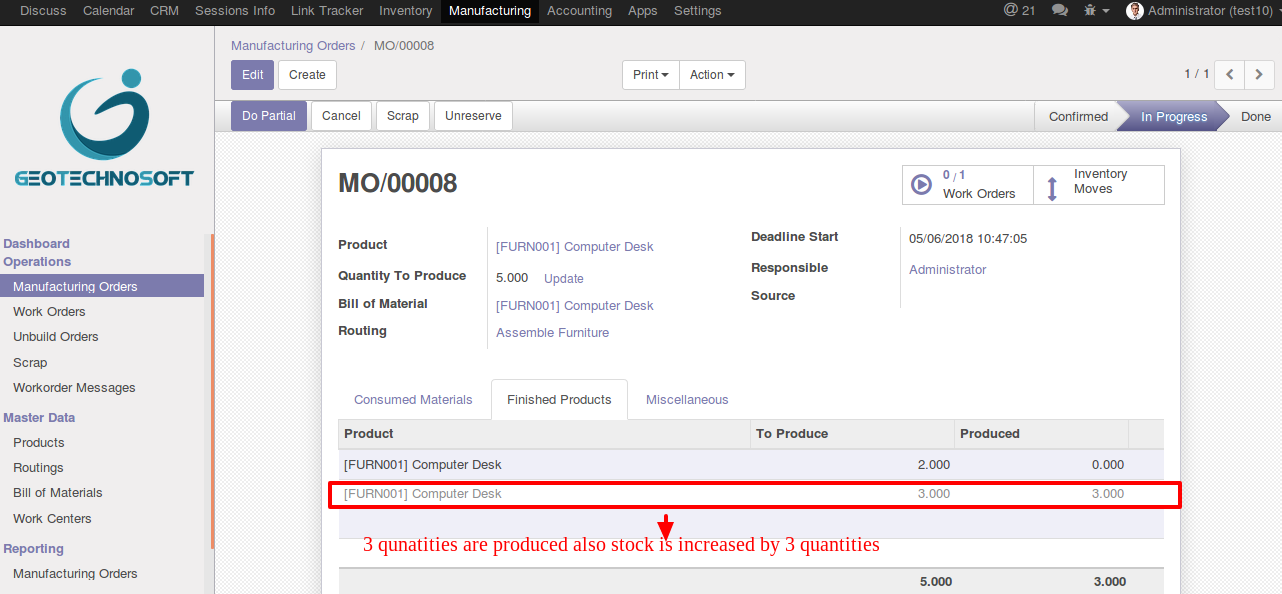 Discuss Calendar CRM Sessions Info Link Tracker Inventory Manufacturing Accounting Apps Settings @ 21 Administrator (test10)
Manufacturing Orders / MO/00008
Edit Create Print Action 1 / 1
Do Partial Cancel Scrap Unreserve Confirmed In Progress Done
GEOTECHNOSOFT
Dashboard
Operations
Manufacturing Orders
Work Orders
Unbuild Orders
Scrap
Workorder Messages
Master Data
Products
Routings
Bill of Materials
Work Centers
Reporting
Manufacturing Orders
MO/00008
0 / 1
Work Orders
Inventory
Moves
Product [FURN001] Computer Desk
Quantity To Produce 5.000 Update
Bill of Material [FURN001] Computer Desk
Routing Assemble Furniture
Deadline Start 05/06/2018 10:47:05
Responsible Administrator
Source
Consumed Materials Finished Products Miscellaneous
Product To Produce Produced
[FURN001] Computer Desk 2.000 0.000
[FURN001] Computer Desk 3.000 3.000
3 qunatities are produced also stock is increased by 3 quantities
5.000 3.000